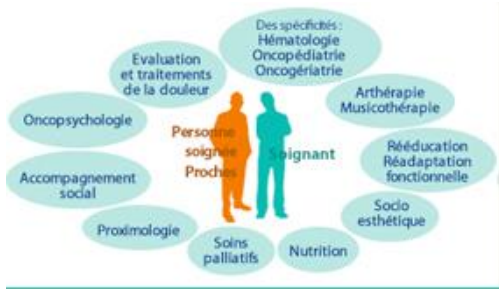 Des spécificités :
Hématologie
Oncopédiatrie
Oncogériatrie
Evaluation
et traitements
de la douleur
Arthérapie
Musicothérapie
Oncopsychologie
Personne
soignée
Proches
Soignant
Rééducation
Réadaptation
fonctionnelle
Accompagnement
social
Socio
esthétique
Proximologie
Soins
palliatifs
Nutrition